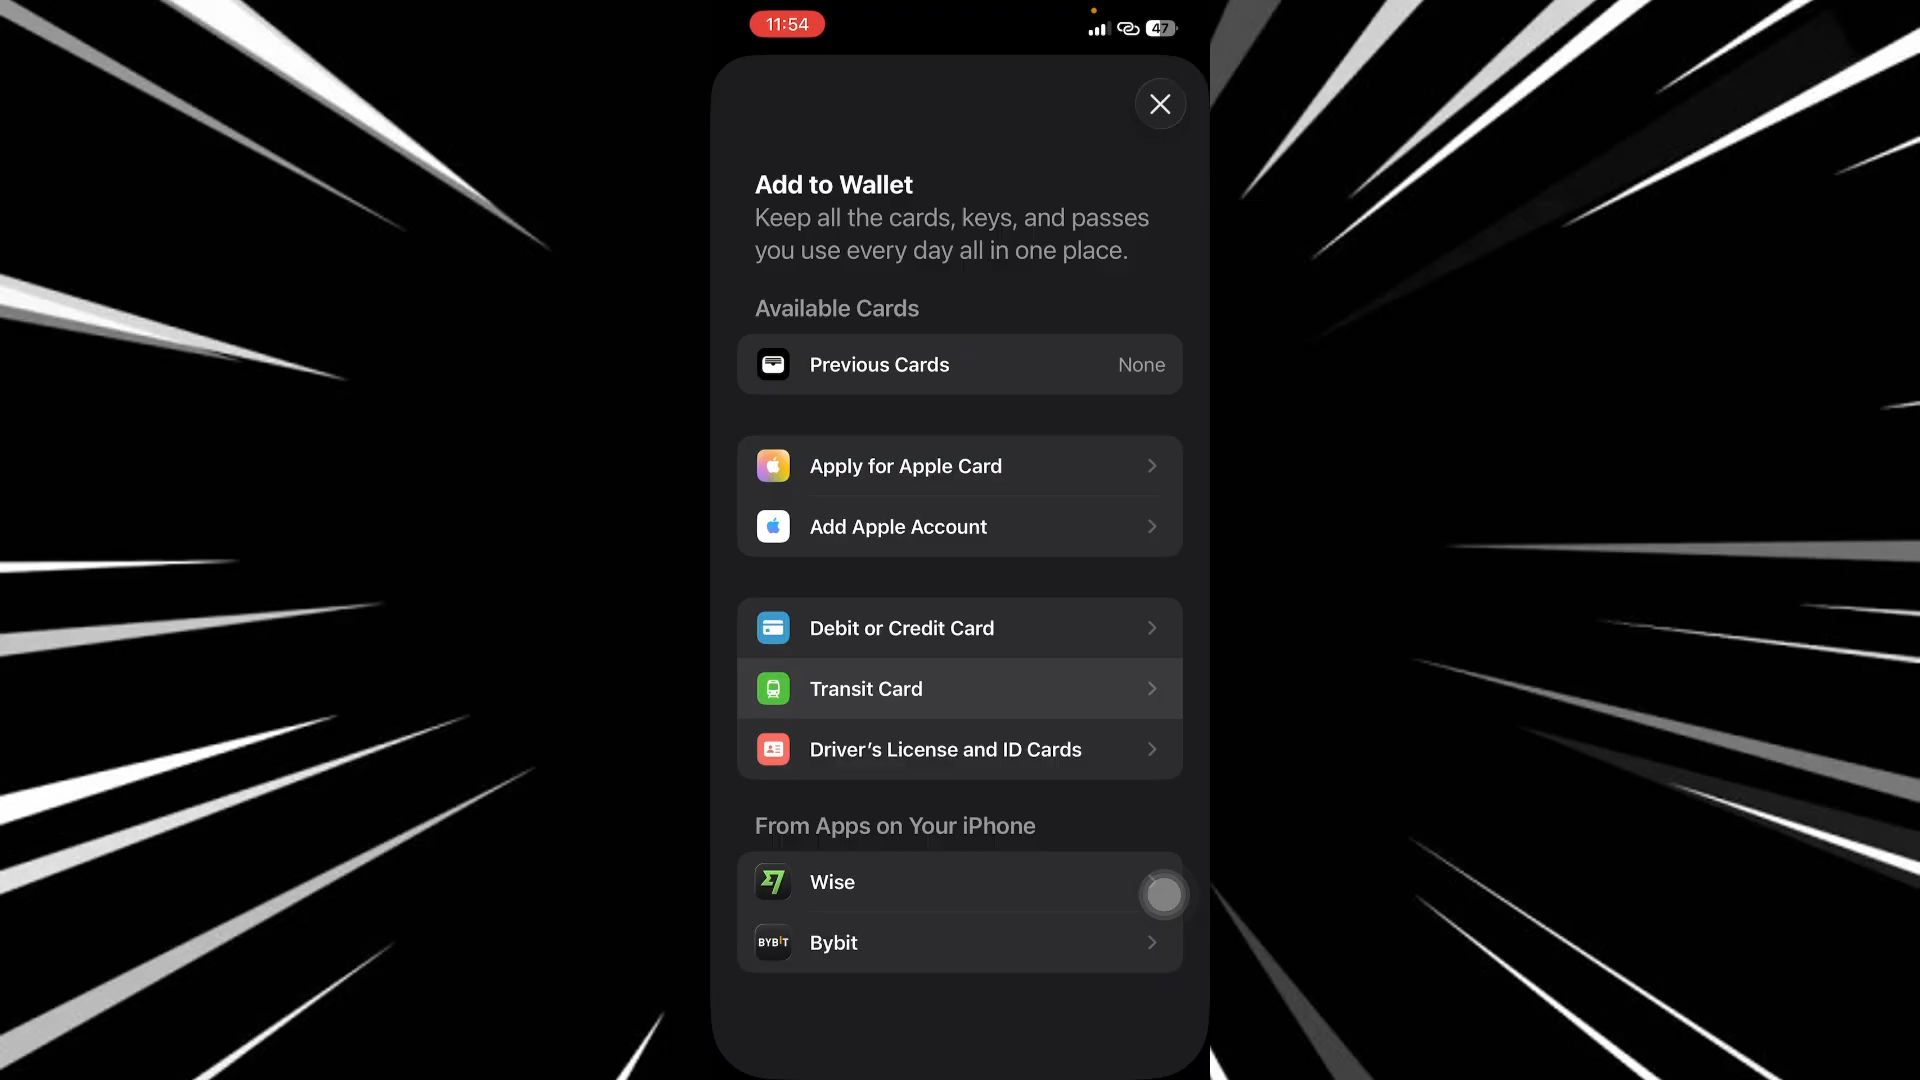 11:54
47
Add to Wallet
Keep all the cards, keys, and passes
you use every day all in one place.
Available Cards
Previous Cards None
Apply for Apple Card
Add Apple Account
Debit or Credit Card
Transit Card
Driver’s License and ID Cards
From Apps on Your iPhone
Wise
BYBIT Bybit